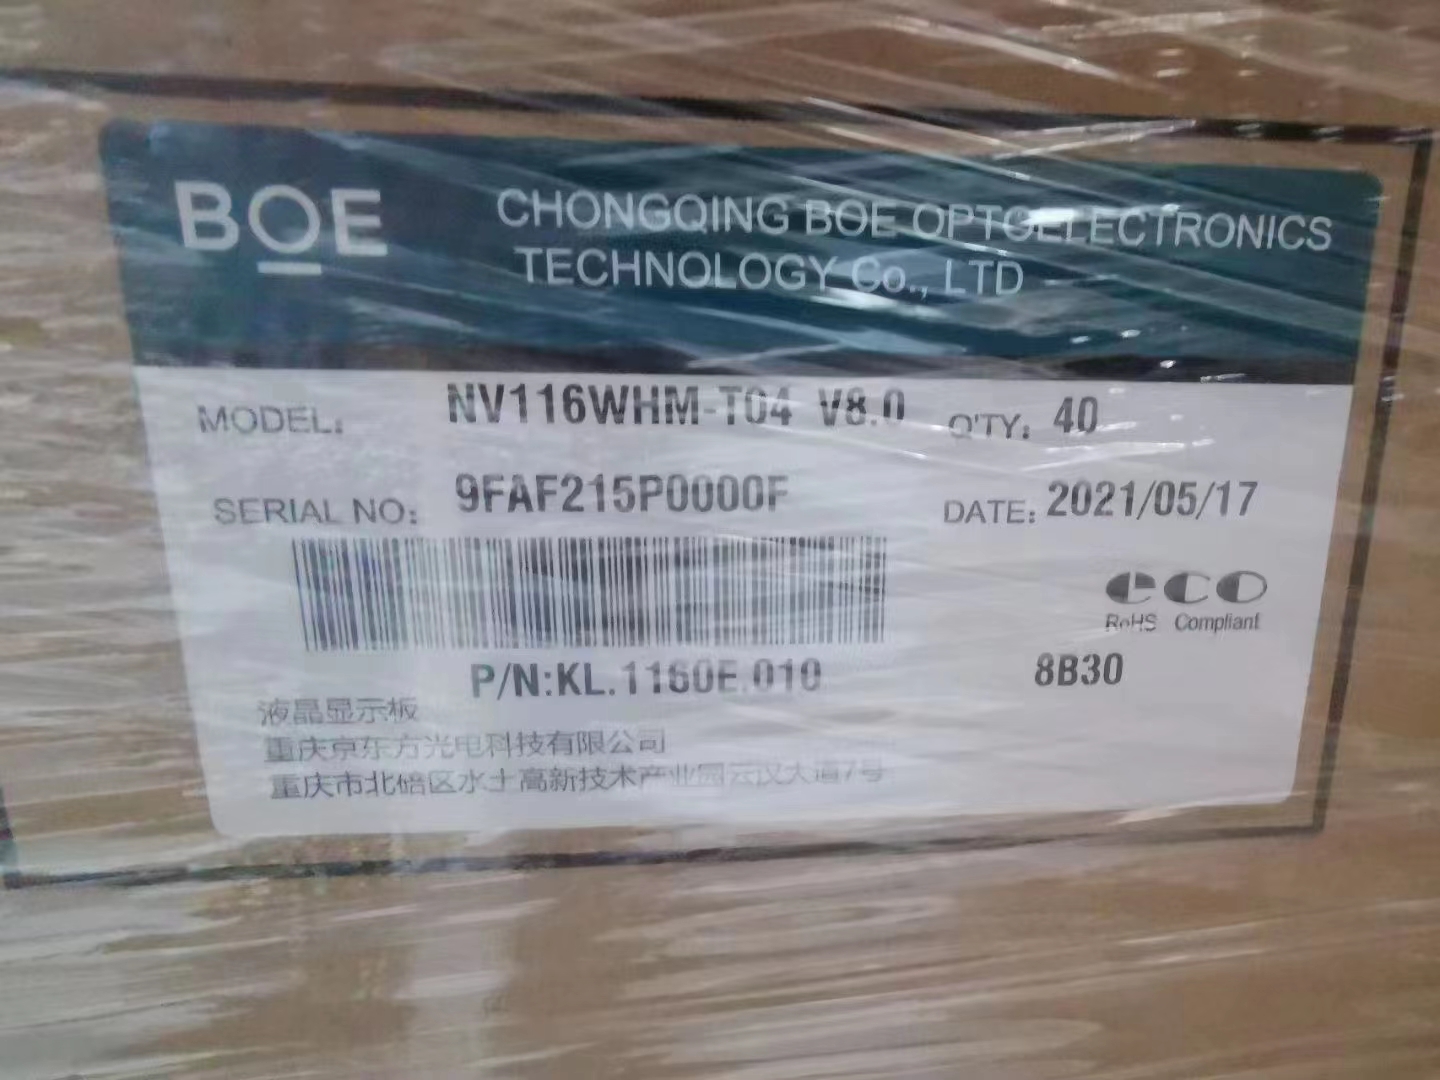 BOE
CHONGQING BOE OPTOELECTRONICS
TECHNOLOGY Co., LTD
MODEL: NV116WHM-T04 V8.0 Q'TY: 40
SERIAL NO: 9FAF215P0000F DATE: 2021/05/17
eco
RoHS Compliant
P/N:KL.1160E.010 8B30
液晶显示板
重庆京东方光电科技有限公司
重庆市北碚区水土高新技术产业园云汉大道7号